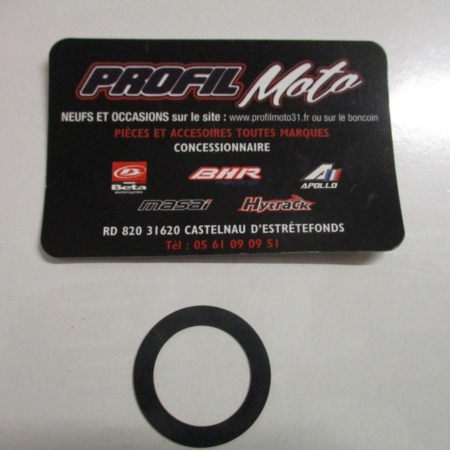 PROFIL Moto
NEUFS ET OCCASIONS sur le site : www.profilmoto31.fr ou sur le boncoin
PIÈCES ET ACCESOIRES TOUTES MARQUES
CONCESSIONNAIRE
Beta BHR APOLLO
motorcycles
masai Hytrack
RD 820 31620 CASTELNAU D'ESTRÉTEFONDS
Tél : 05 61 09 09 51